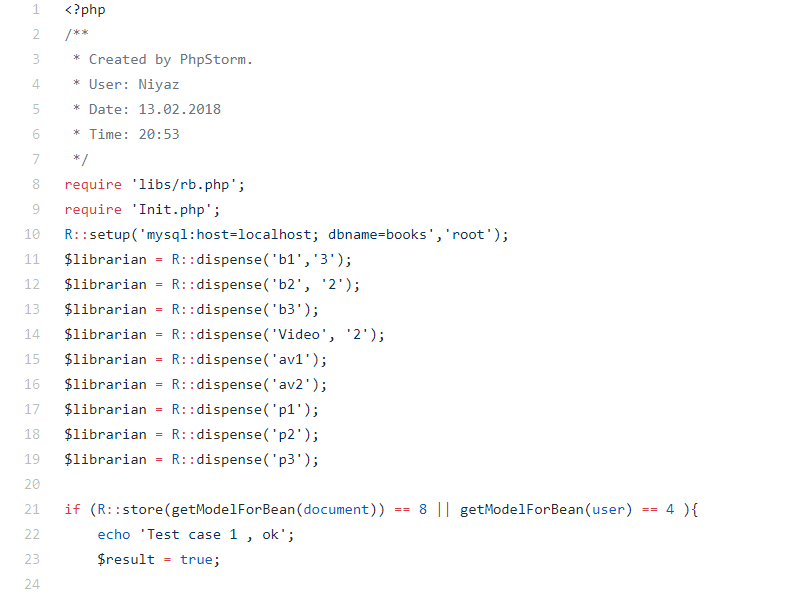 1 <?php
2 /**
3  * Created by PhpStorm.
4  * User: Niyaz
5  * Date: 13.02.2018
6  * Time: 20:53
7  */
8 require 'libs/rb.php';
9 require 'Init.php';
10 R::setup('mysql:host=localhost; dbname=books','root');
11 $librarian = R::dispense('b1','3');
12 $librarian = R::dispense('b2', '2');
13 $librarian = R::dispense('b3');
14 $librarian = R::dispense('Video', '2');
15 $librarian = R::dispense('av1');
16 $librarian = R::dispense('av2');
17 $librarian = R::dispense('p1');
18 $librarian = R::dispense('p2');
19 $librarian = R::dispense('p3');
20
21 if (R::store(getModelForBean(document)) == 8 || getModelForBean(user) == 4 ){
22     echo 'Test case 1 , ok';
23     $result = true;
24